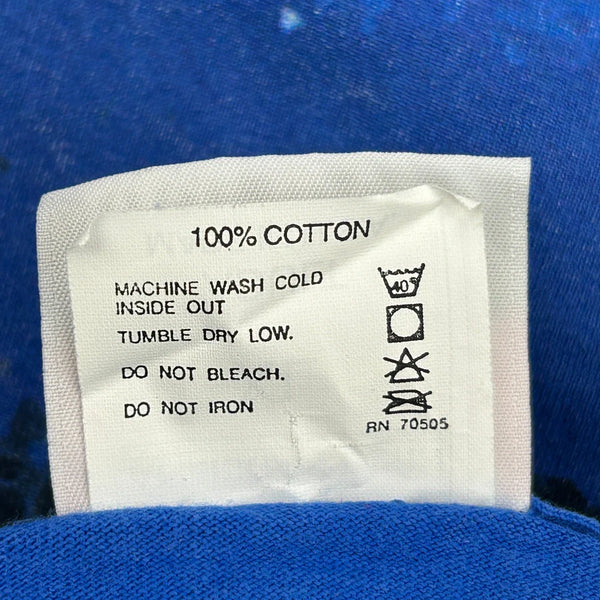 100% COTTON
MACHINE WASH COLD
INSIDE OUT
TUMBLE DRY LOW.
DO NOT BLEACH.
DO NOT IRON
40°
RN 70505